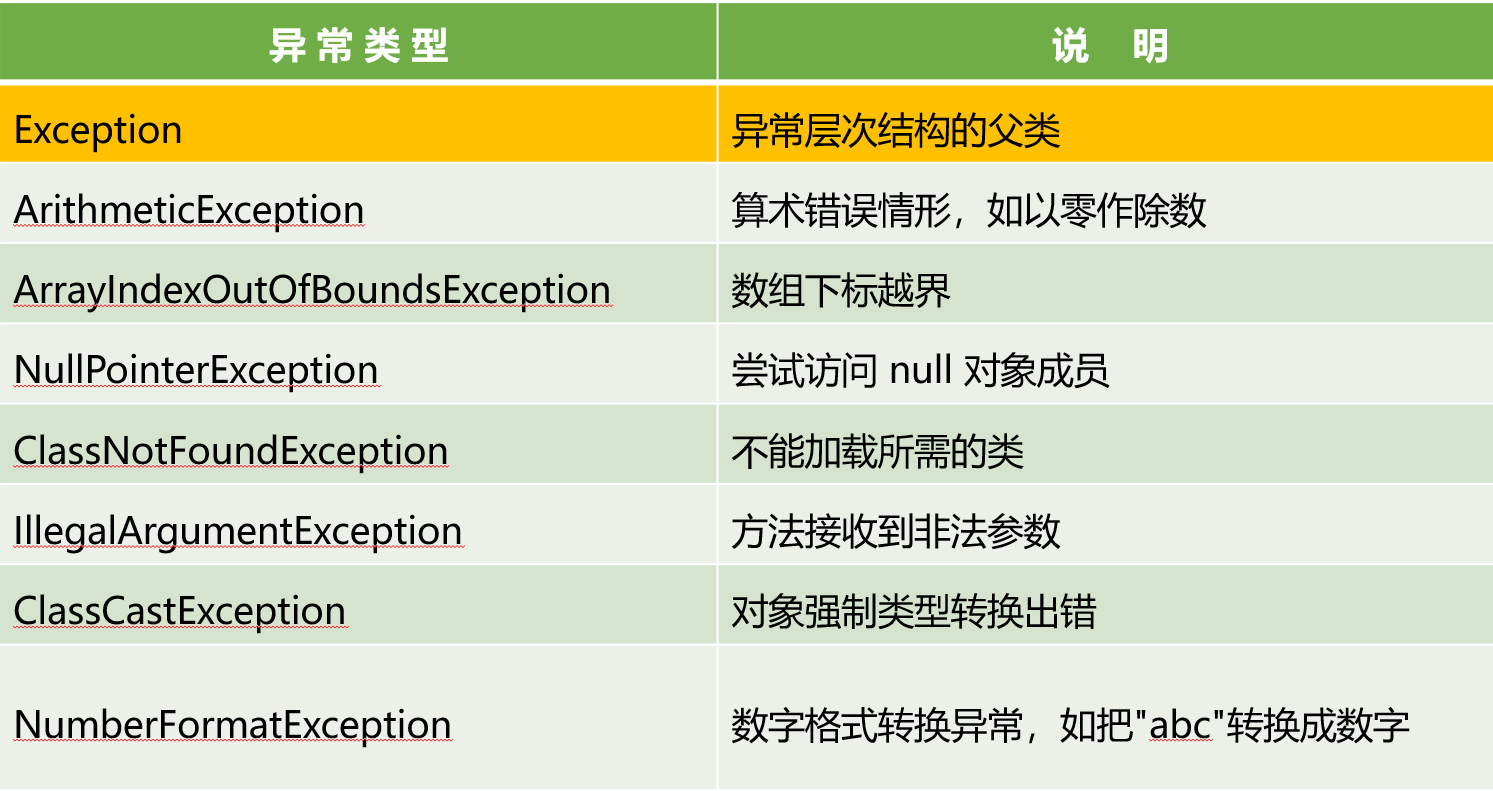 异 常 类 型
说 明
Exception
异常层次结构的父类
ArithmeticException
算术错误情形，如以零作除数
ArrayIndexOutOfBoundsException
数组下标越界
NullPointerException
尝试访问 null 对象成员
ClassNotFoundException
不能加载所需的类
IllegalArgumentException
方法接收到非法参数
ClassCastException
对象强制类型转换出错
NumberFormatException
数字格式转换异常，如把"abc"转换成数字